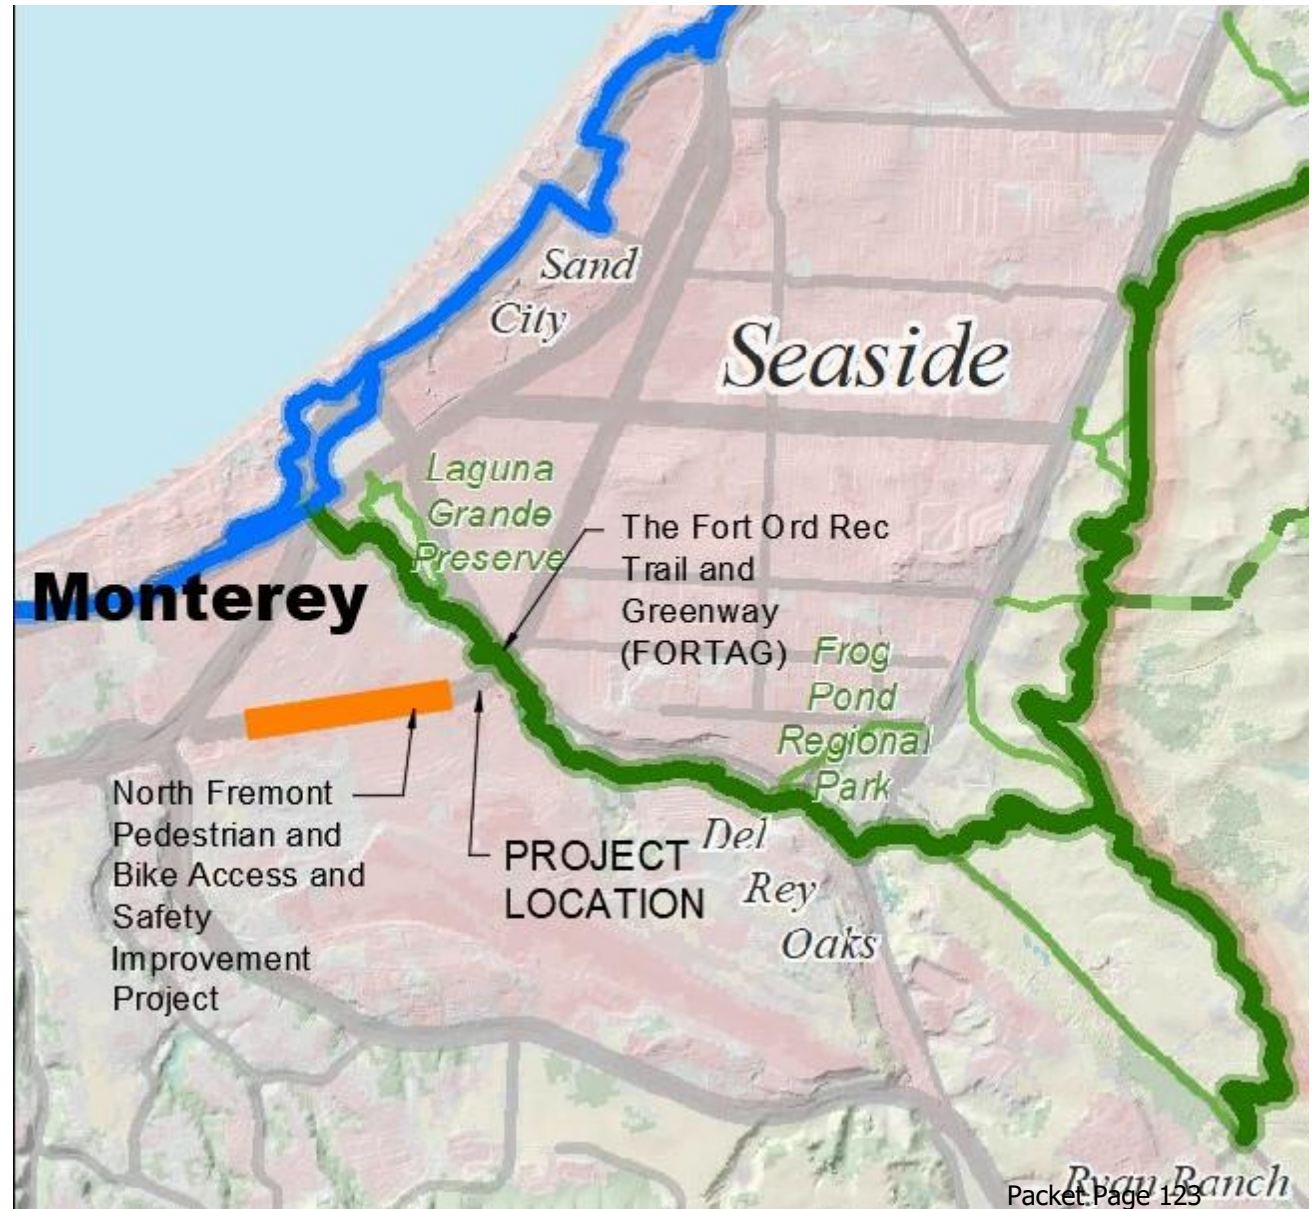 Sand
City
Seaside
Laguna
Grande
Preserve
The Fort Ord Rec
Trail and
Greenway
(FORTAG)
Monterey
Frog
Pond
Regional
Park
North Fremont
Pedestrian and
Bike Access and
Safety
Improvement
Project
PROJECT
LOCATION
Del
Rey
Oaks
Ryan Ranch
Packet Page 123